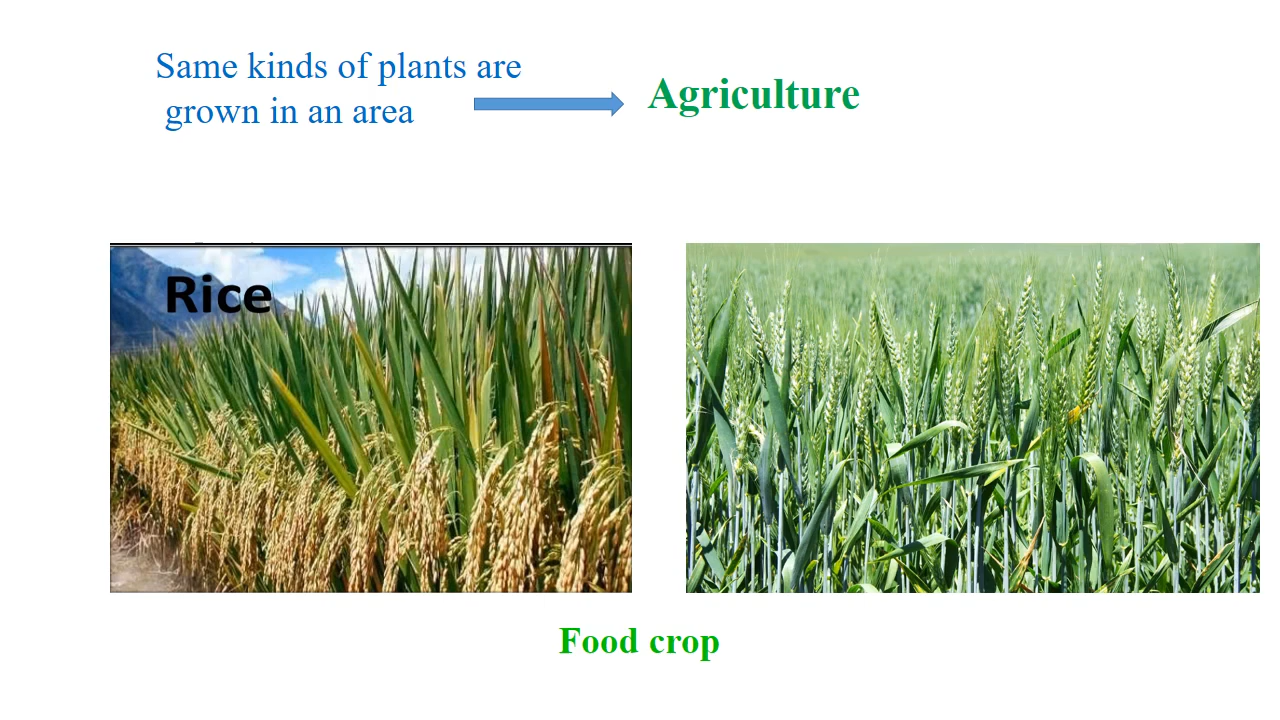 Same kinds of plants are
grown in an area
Agriculture
Rice
Food crop